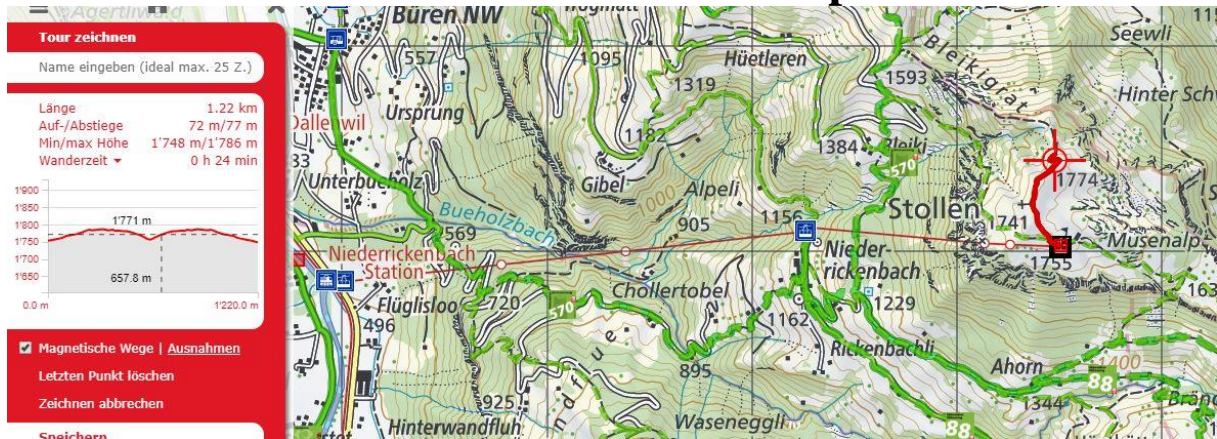 Tour zeichnen
Name eingeben (ideal max. 25 Z.)
Länge 1.22 km
Auf-/Abstiege 72 m/77 m
Min/max Höhe 1'748 m/1'786 m
Wanderzeit 0 h 24 min
1'900
1'850
1'800
1'750
1'700
1'650
1'771 m
657.8 m
0.0 m 1'220.0 m
Magnetische Wege | Ausnahmen
Letzten Punkt löschen
Zeichnen abbrechen
Speichern
Agertliwald
Büren NW
Seewli
557
1095
1319
Hüetleren
1593
Bleikigrat
Hinter
Ursprung
Dallenwil
1182
1384
Bleiki
570
1774
Unterbucholz
Gibel
1000
Alpeli
Stollen
Bueholzbach
905
1156
741
Musenalp
569
Niederrickenbach
Station
Nieder-
rickenbach
1755
163
Flüglisloo
720
570
Chollertobel
1229
496
1162
Rickenbachli
895
Ahorn
1400
88
925
1344
Hinterwandfluh
Waseneggli
88